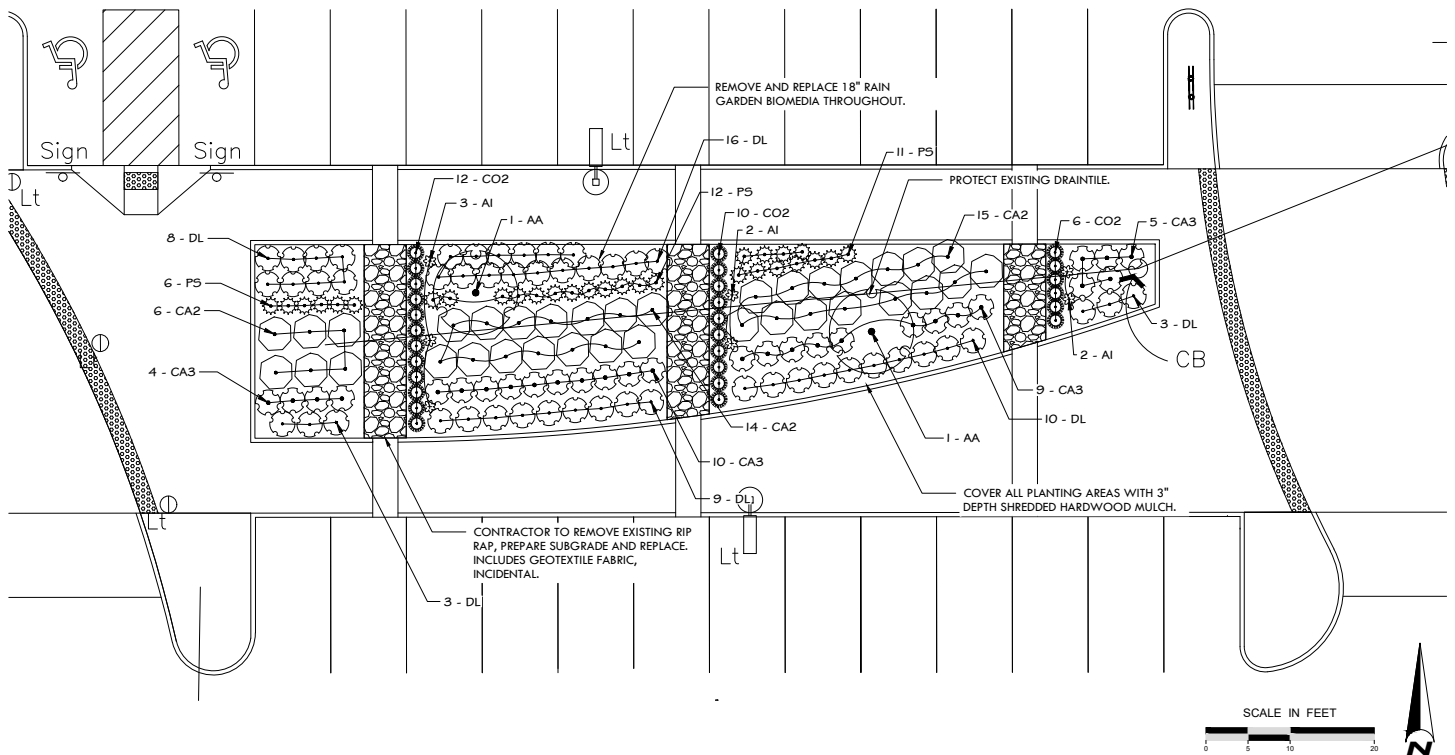 REMOVE AND REPLACE 18" RAIN
GARDEN BIOMEDIA THROUGHOUT.
Sign
Sign
Lt
16 - DL
11 - PS
Lt
12 - CO2
12 - PS
PROTECT EXISTING DRAINTILE.
3 - AI
10 - CO2
15 - CA2
6 - CO2
5 - CA3
1 - AA
2 - AI
8 - DL
6 - PS
6 - CA2
3 - DL
2 - AI
CB
4 - CA3
9 - CA3
10 - DL
14 - CA2
1 - AA
10 - CA3
9 - DL
COVER ALL PLANTING AREAS WITH 3"
DEPTH SHREDDED HARDWOOD MULCH.
Lt
CONTRACTOR TO REMOVE EXISTING RIP
RAP, PREPARE SUBGRADE AND REPLACE.
INCLUDES GEOTEXTILE FABRIC,
INCIDENTAL.
Lt
3 - DL
SCALE IN FEET
0 5 10 20
N